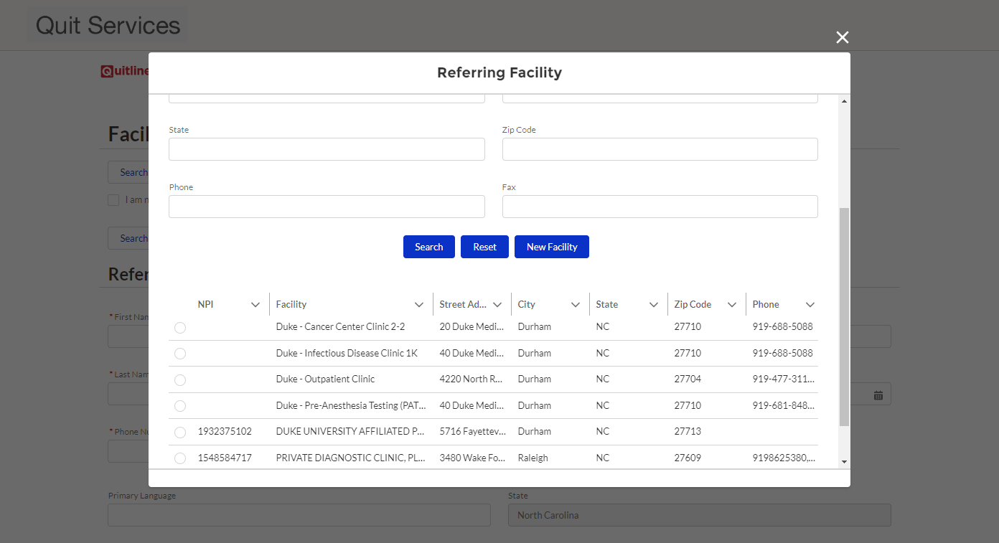 Quit Services
Quitline
Referring Facility
Facil
State
Zip Code
Search
I am n
Phone
Fax
Search
Search Reset New Facility
Refer
NPI Facility Street Ad... City State Zip Code Phone
* First Nam
Duke - Cancer Center Clinic 2-2 20 Duke Medi... Durham NC 27710 919-688-5088
Duke - Infectious Disease Clinic 1K 40 Duke Medi... Durham NC 27710 919-688-5088
* Last Nam
Duke - Outpatient Clinic 4220 North R... Durham NC 27704 919-477-311...
Duke - Pre-Anesthesia Testing (PAT... 40 Duke Medi... Durham NC 27710 919-681-848...
* Phone Nu
1932375102 DUKE UNIVERSITY AFFILIATED P... 5716 Fayettev... Durham NC 27713
1548584717 PRIVATE DIAGNOSTIC CLINIC, PL... 3480 Wake Fo... Raleigh NC 27609 9198625380,...
Primary Language
State
North Carolina